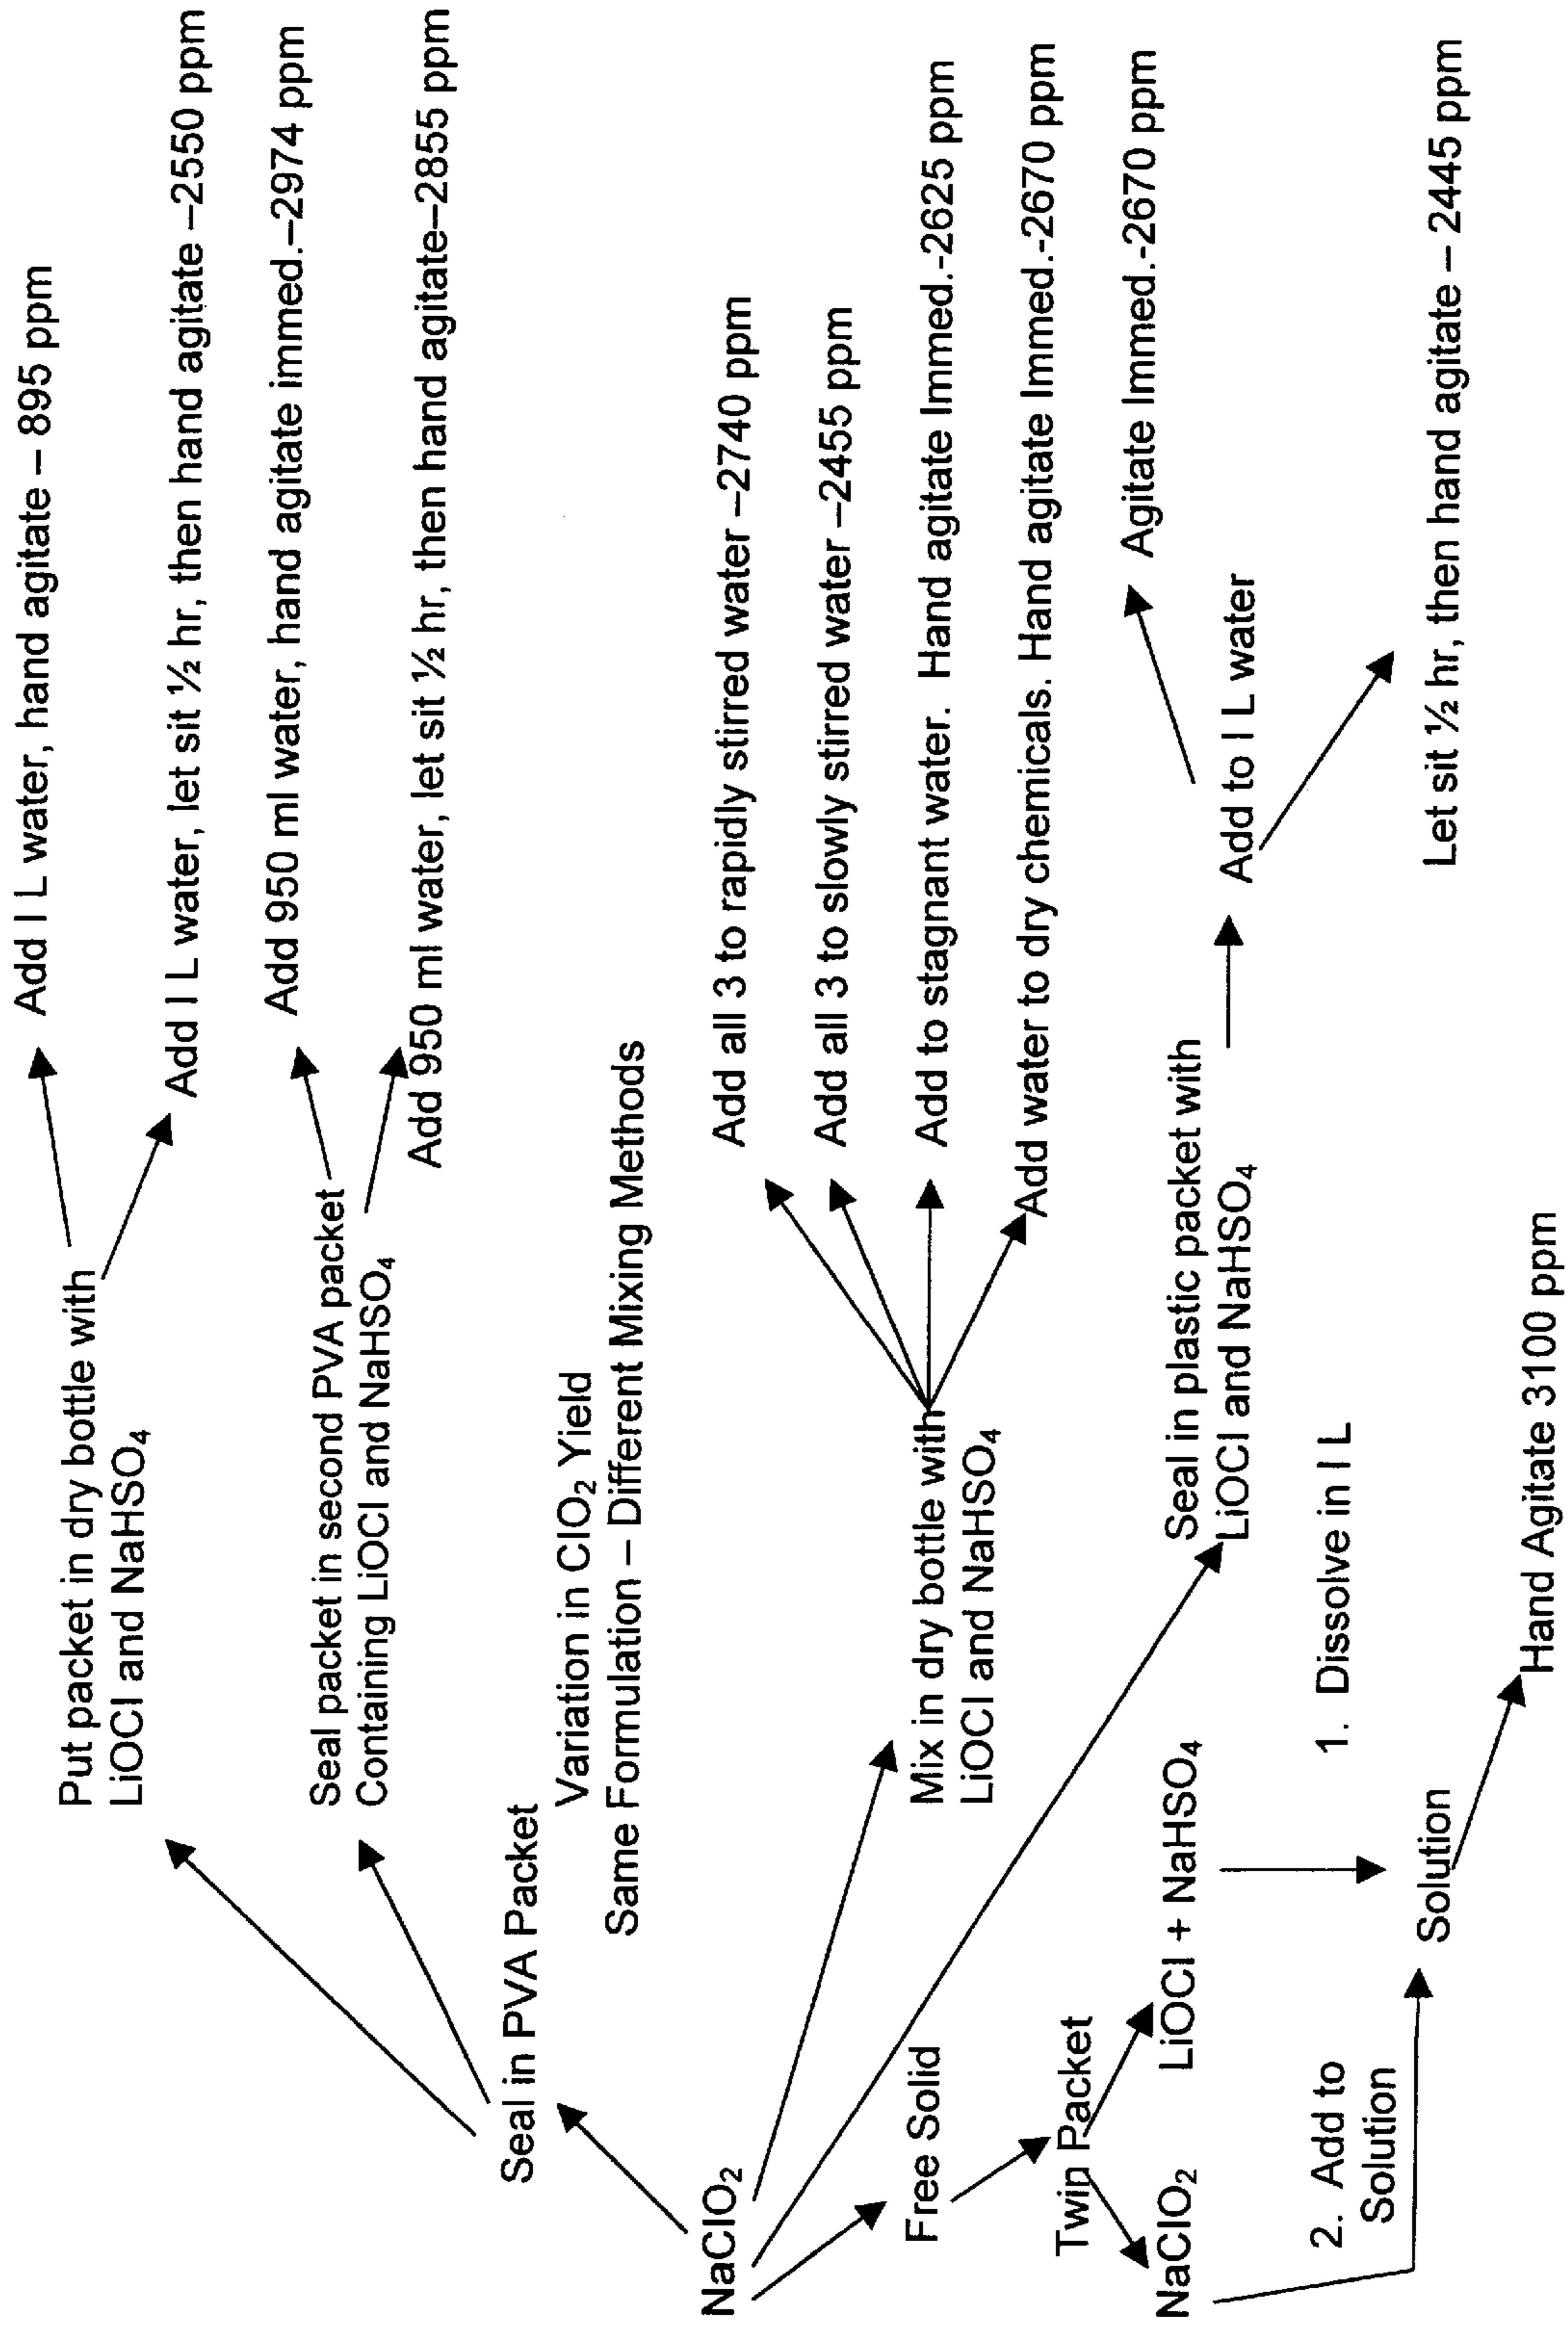 Add I L water, hand agitate – 895 ppm
Put packet in dry bottle with
LiOCl and NaHSO₄
Add I L water, let sit ½ hr, then hand agitate –2550 ppm
Add 950 ml water, hand agitate immed.–2974 ppm
Seal packet in second PVA packet
Containing LiOCl and NaHSO₄
Add 950 ml water, let sit ½ hr, then hand agitate–2855 ppm
Seal in PVA Packet
Variation in ClO₂ Yield
Same Formulation – Different Mixing Methods
NaClO₂
Add all 3 to rapidly stirred water –2740 ppm
Add all 3 to slowly stirred water –2455 ppm
Mix in dry bottle with
LiOCl and NaHSO₄
Add to stagnant water. Hand agitate Immed.-2625 ppm
Add water to dry chemicals. Hand agitate Immed.-2670 ppm
Free Solid
Twin Packet
Agitate Immed.-2670 ppm
Seal in plastic packet with
LiOCl and NaHSO₄
Add to I L water
NaClO₂
LiOCl + NaHSO₄
1. Dissolve in I L
2. Add to
Solution
Solution
Let sit ½ hr, then hand agitate – 2445 ppm
Hand Agitate 3100 ppm